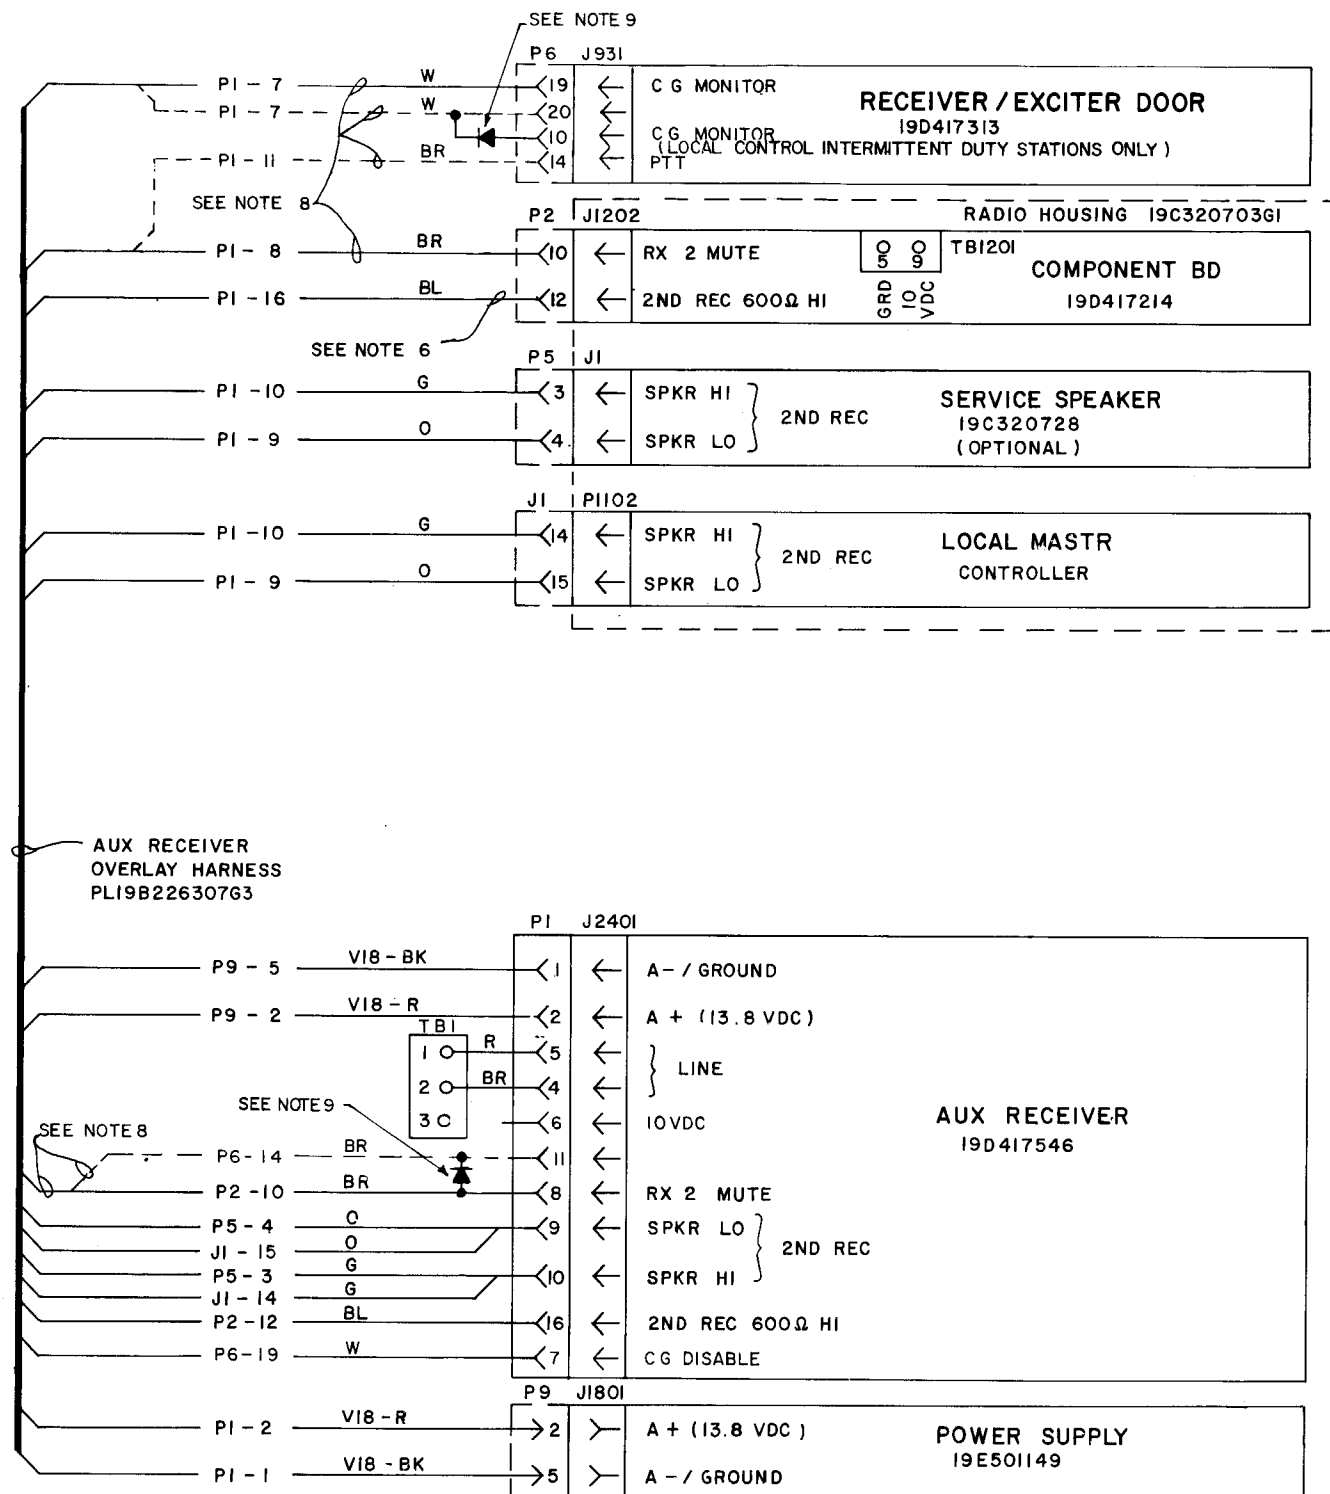 SEE NOTE 9
P6 J931
P1 - 7 W 19 CG MONITOR
P1 - 7 W 20
10 CG MONITOR
(LOCAL CONTROL INTERMITTENT DUTY STATIONS ONLY)
P1 - 11 BR 14 PTT
RECEIVER/EXCITER DOOR
19D417313
SEE NOTE 8
P2 J1202 RADIO HOUSING 19C320703G1
P1 - 8 BR 10 RX 2 MUTE
P1 - 16 BL 12 2ND REC 600Ω HI
5 9 TB1201
GRD 10 VDC
COMPONENT BD
19D417214
SEE NOTE 6
P5 J1
P1 - 10 G 3 SPKR HI
P1 - 9 O 4 SPKR LO
2ND REC
SERVICE SPEAKER
19C320728
(OPTIONAL)
J1 P1102
P1 - 10 G 14 SPKR HI
P1 - 9 O 15 SPKR LO
2ND REC
LOCAL MASTR
CONTROLLER
AUX RECEIVER
OVERLAY HARNESS
PL19B226307G3
P1 J2401
P9 - 5 V18-BK 1 A- / GROUND
P9 - 2 V18-R 2 A + (13.8 VDC)
TB1
1 R 5
2 BR 4
LINE
3 6 10VDC
SEE NOTE 9
SEE NOTE 8
P6-14 BR 11
P2-10 BR 8 RX 2 MUTE
P5-4 O 9 SPKR LO
J1 - 15 O
P5-3 G 10 SPKR HI
J1-14 G
2ND REC
P2-12 BL 16 2ND REC 600Ω HI
P6-19 W 7 CG DISABLE
AUX RECEIVER
19D417546
P9 J1801
P1-2 V18-R 2 A + (13.8 VDC)
P1-1 V18-BK 5 A - / GROUND
POWER SUPPLY
19E501149